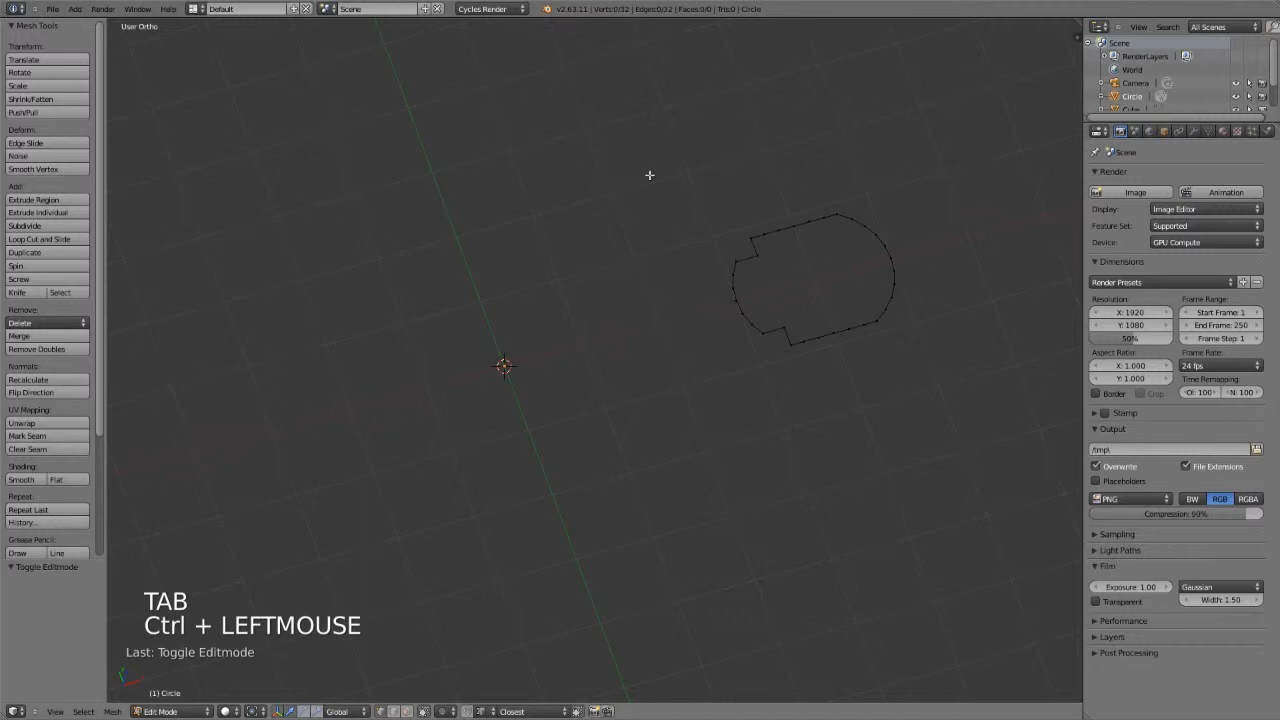 File Add Render Window Help Default Scene Cycles Render v2.63.11 | Verts:0/32 | Edges:0/32 | Faces:0/0 | Tris:0 | Circle
Mesh Tools
Transform:
Translate
Rotate
Scale
Shrink/Fatten
Push/Pull
Deform:
Edge Slide
Noise
Smooth Vertex
Add:
Extrude Region
Extrude Individual
Subdivide
Loop Cut and Slide
Duplicate
Spin
Screw
Knife Select
Remove:
Delete
Merge
Remove Doubles
Normals:
Recalculate
Flip Direction
UV Mapping:
Unwrap
Mark Seam
Clear Seam
Shading:
Smooth Flat
Repeat:
Repeat Last
History...
Grease Pencil:
Draw Line
Toggle Editmode
User Ortho
TAB
Ctrl + LEFTMOUSE
Last: Toggle Editmode
(1) Circle
View Select Mesh Edit Mode Global Closest
View Search All Scenes
Scene
RenderLayers
World
Camera
Circle
Scene
Render
Image Animation
Display: Image Editor
Feature Set: Supported
Device: GPU Compute
Dimensions
Render Presets
Resolution: Frame Range:
X: 1920 Start Frame: 1
Y: 1080 End Frame: 250
50% Frame Step: 1
Aspect Ratio: Frame Rate:
X: 1.000 24 fps
Y: 1.000 Time Remapping:
Border Crop O: 100 N: 100
Stamp
Output
/tmp\
Overwrite File Extensions
Placeholders
PNG BW RGB RGBA
Compression: 90%
Sampling
Light Paths
Film
Exposure: 1.00 Gaussian
Transparent Width: 1.50
Performance
Layers
Post Processing